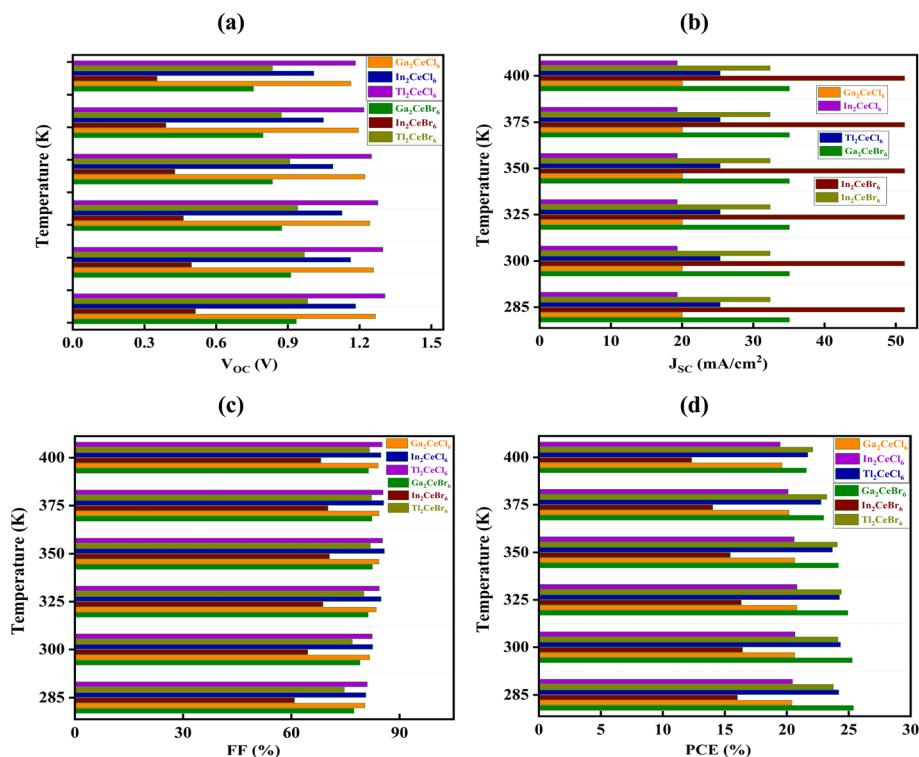 (a)
Temperature (K)
Ga₂CeCl₆
In₂CeCl₆
Tl₂CeCl₆
Ga₂CeBr₆
In₂CeBr₆
Tl₂CeBr₆
0.0 0.3 0.6 0.9 1.2 1.5
V_OC (V)
(b)
Temperature (K)
400
375
350
325
300
285
Ga₂CeCl₆
In₂CeCl₆
Tl₂CeCl₆
Ga₂CeBr₆
In₂CeBr₆
In₂CeBr₆
0 10 20 30 40 50
J_SC (mA/cm²)
(c)
Temperature (K)
400
375
350
325
300
285
Ga₂CeCl₆
In₂CeCl₆
Tl₂CeCl₆
Ga₂CeBr₆
In₂CeBr₆
Tl₂CeBr₆
0 30 60 90
FF (%)
(d)
Temperature (K)
400
375
350
325
300
285
Ga₂CeCl₆
In₂CeCl₆
Tl₂CeCl₆
Ga₂CeBr₆
In₂CeBr₆
Tl₂CeBr₆
0 5 10 15 20 25 30
PCE (%)